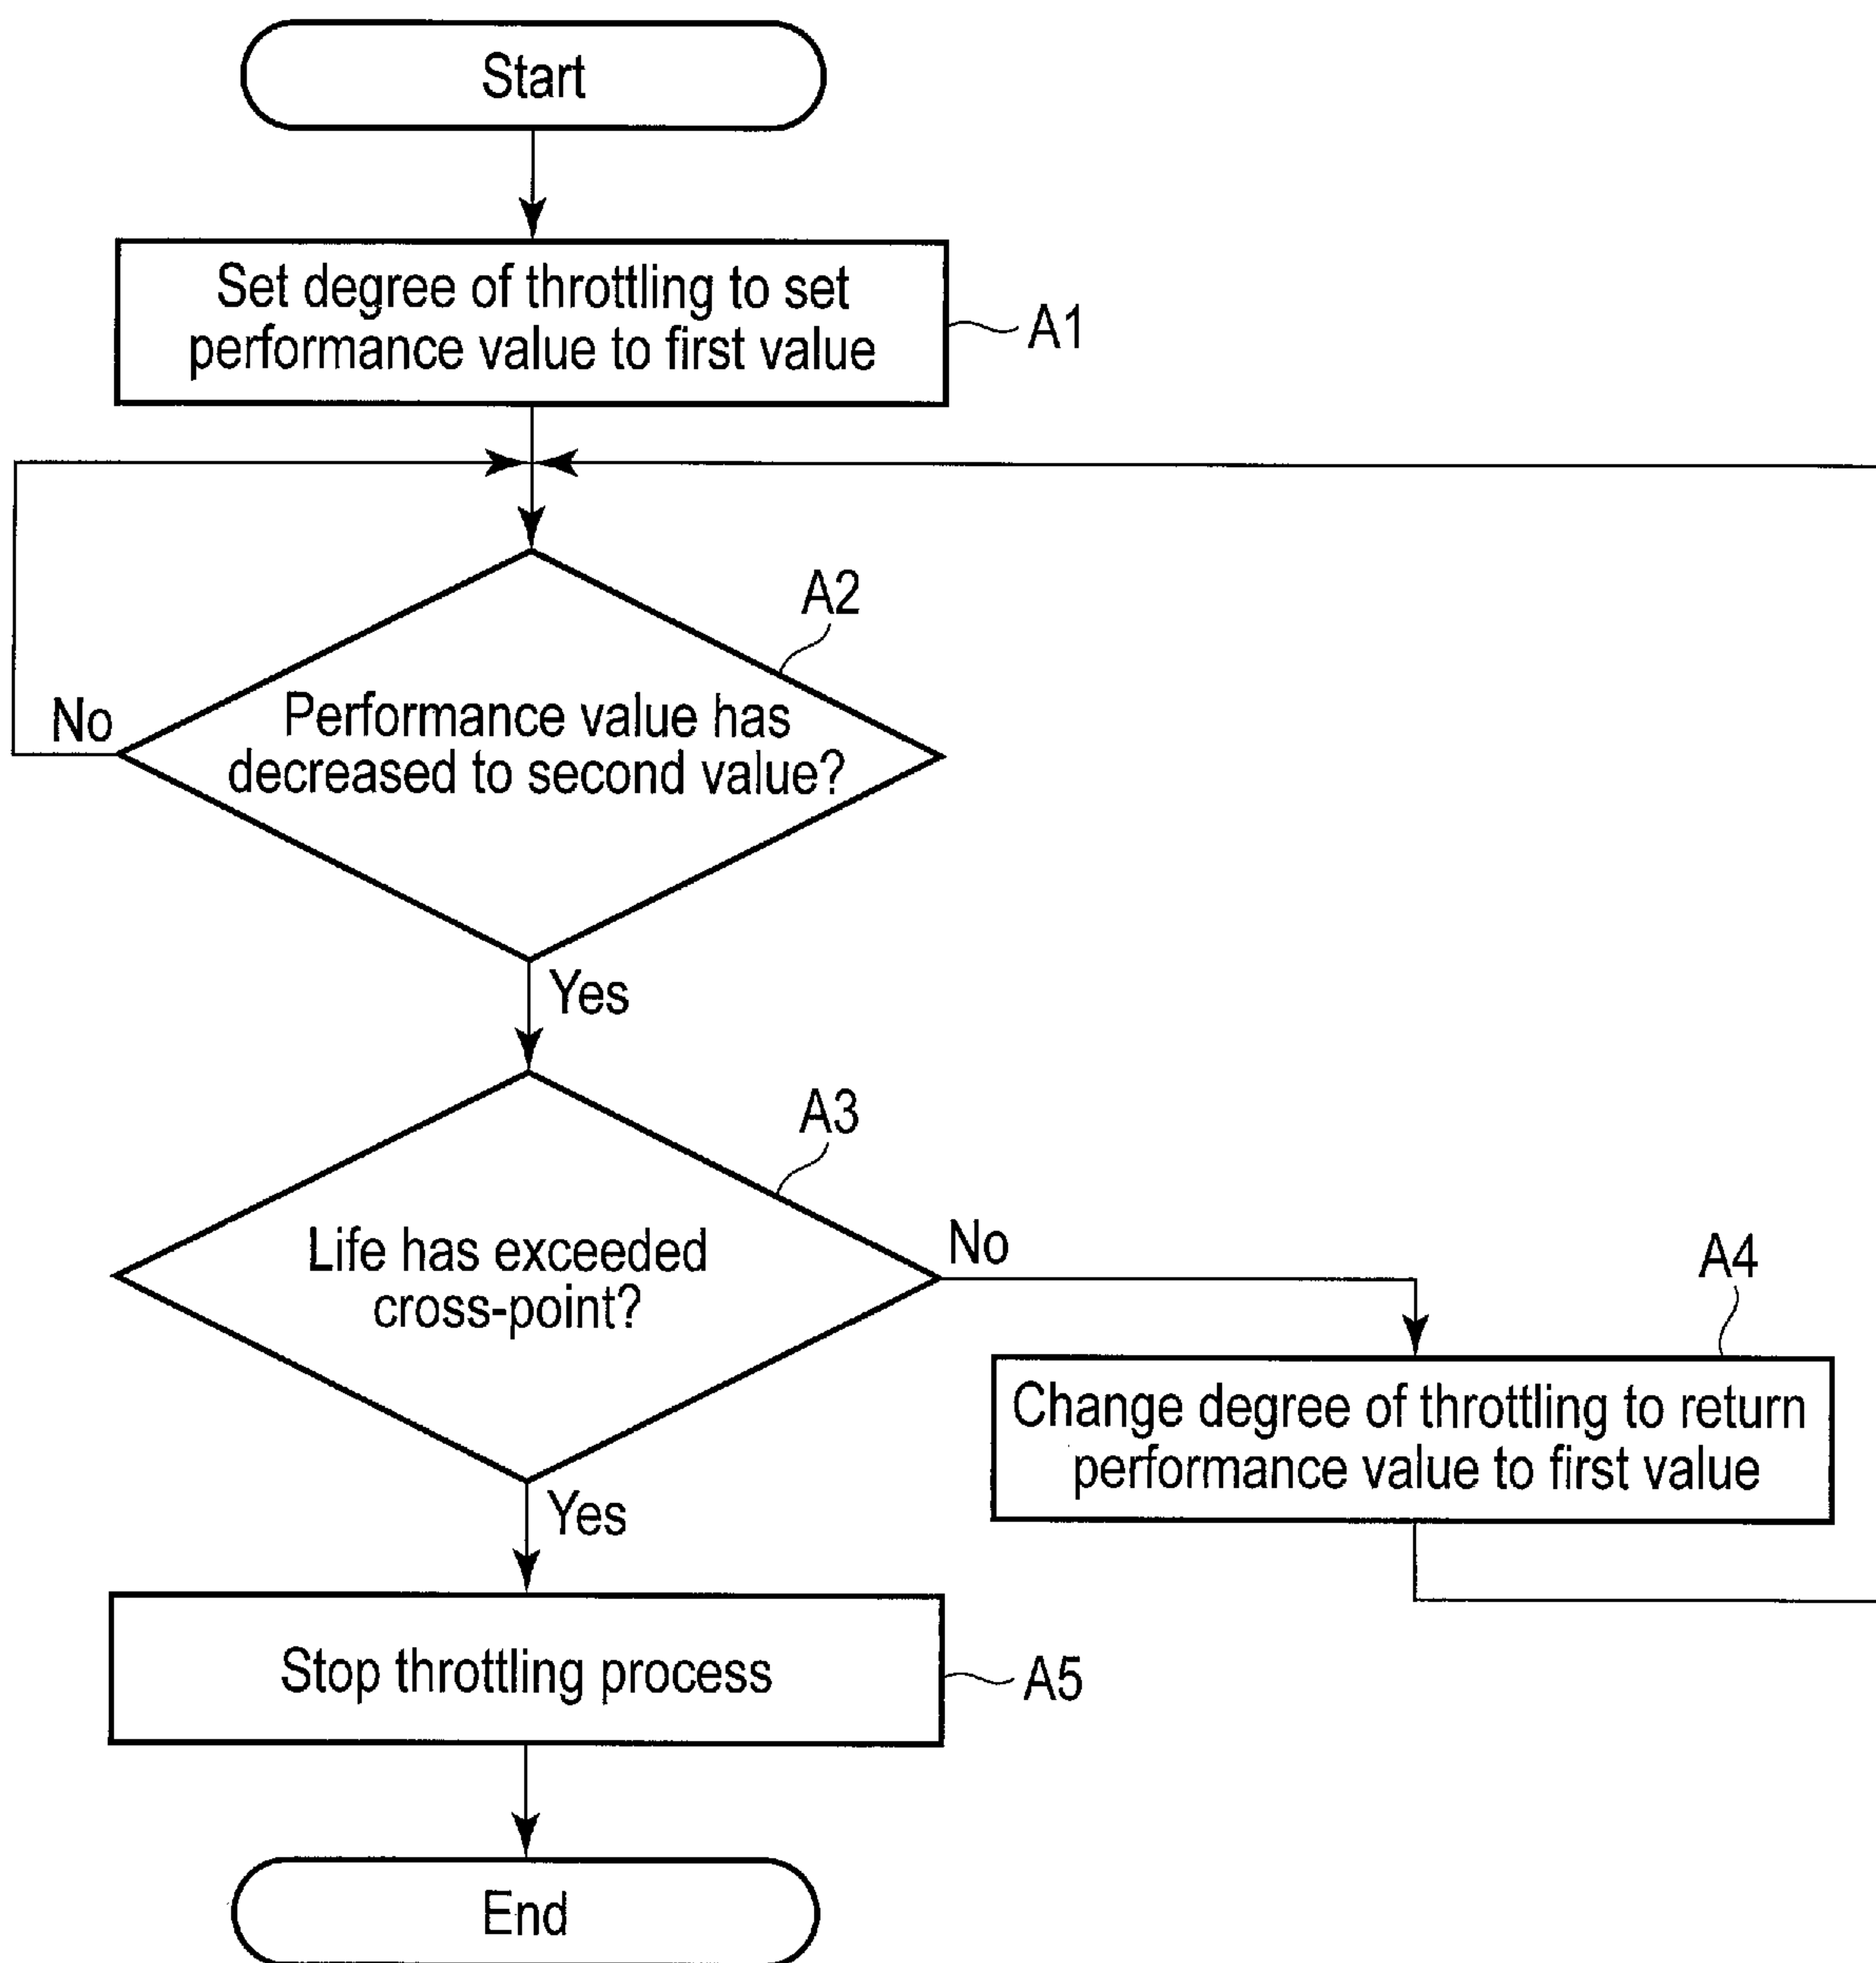 Start
Set degree of throttling to set
performance value to first value
A1
A2
No
Performance value has
decreased to second value?
Yes
A3
Life has exceeded
cross-point?
No
A4
Change degree of throttling to return
performance value to first value
Yes
Stop throttling process
A5
End